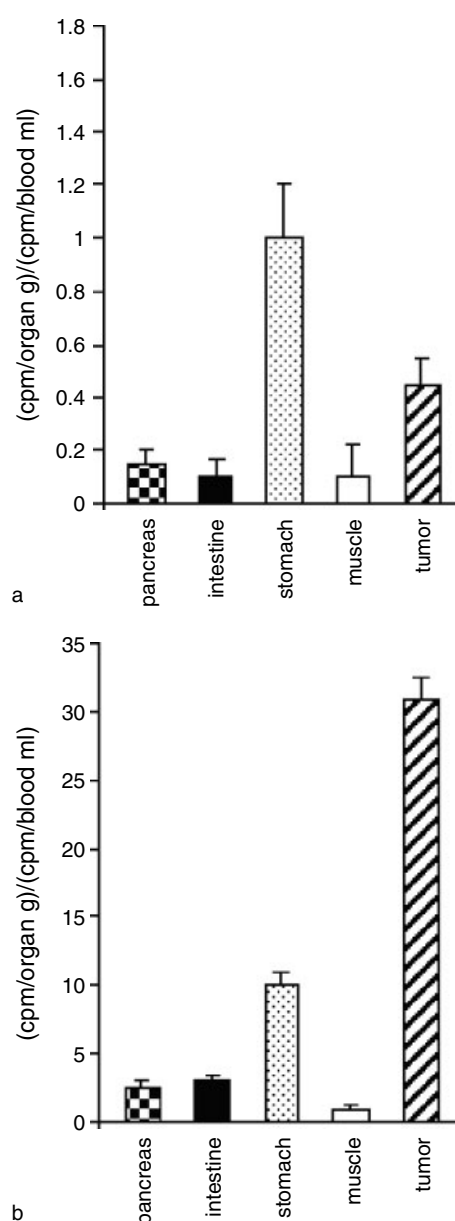 (cpm/organ g)/(cpm/blood ml)
1.8
1.6
1.4
1.2
1
0.8
0.6
0.4
0.2
0
pancreas
intestine
stomach
muscle
tumor
a
(cpm/organ g)/(cpm/blood ml)
35
30
25
20
15
10
5
0
pancreas
intestine
stomach
muscle
tumor
b